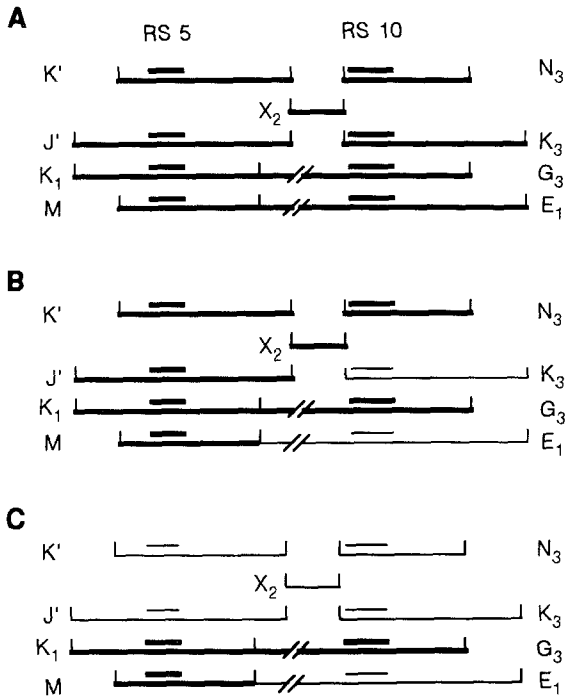 A
RS 5 RS 10
K' N3
X2
J' K3
K1 G3
M E1
B
K' N3
X2
J' K3
K1 G3
M E1
C
K' N3
X2
J' K3
K1 G3
M E1